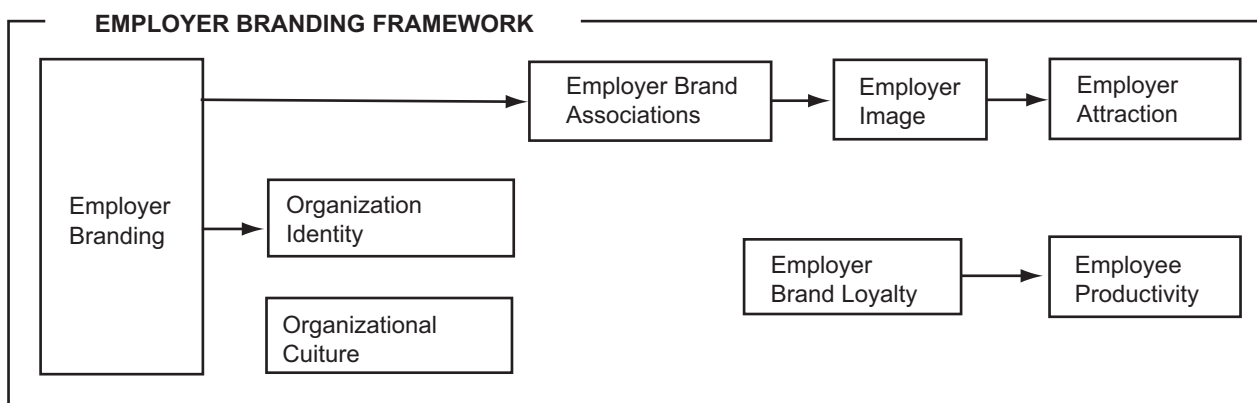 EMPLOYER BRANDING FRAMEWORK
Employer
Branding
Employer Brand
Associations
Employer
Image
Employer
Attraction
Organization
Identity
Employer
Brand Loyalty
Employee
Productivity
Organizational
Cuiture